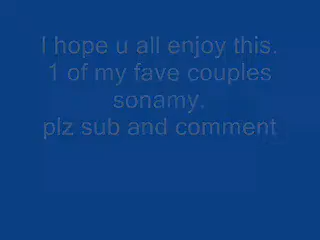 I hope u all enjoy this.
1 of my fave couples
sonamy.
plz sub and comment